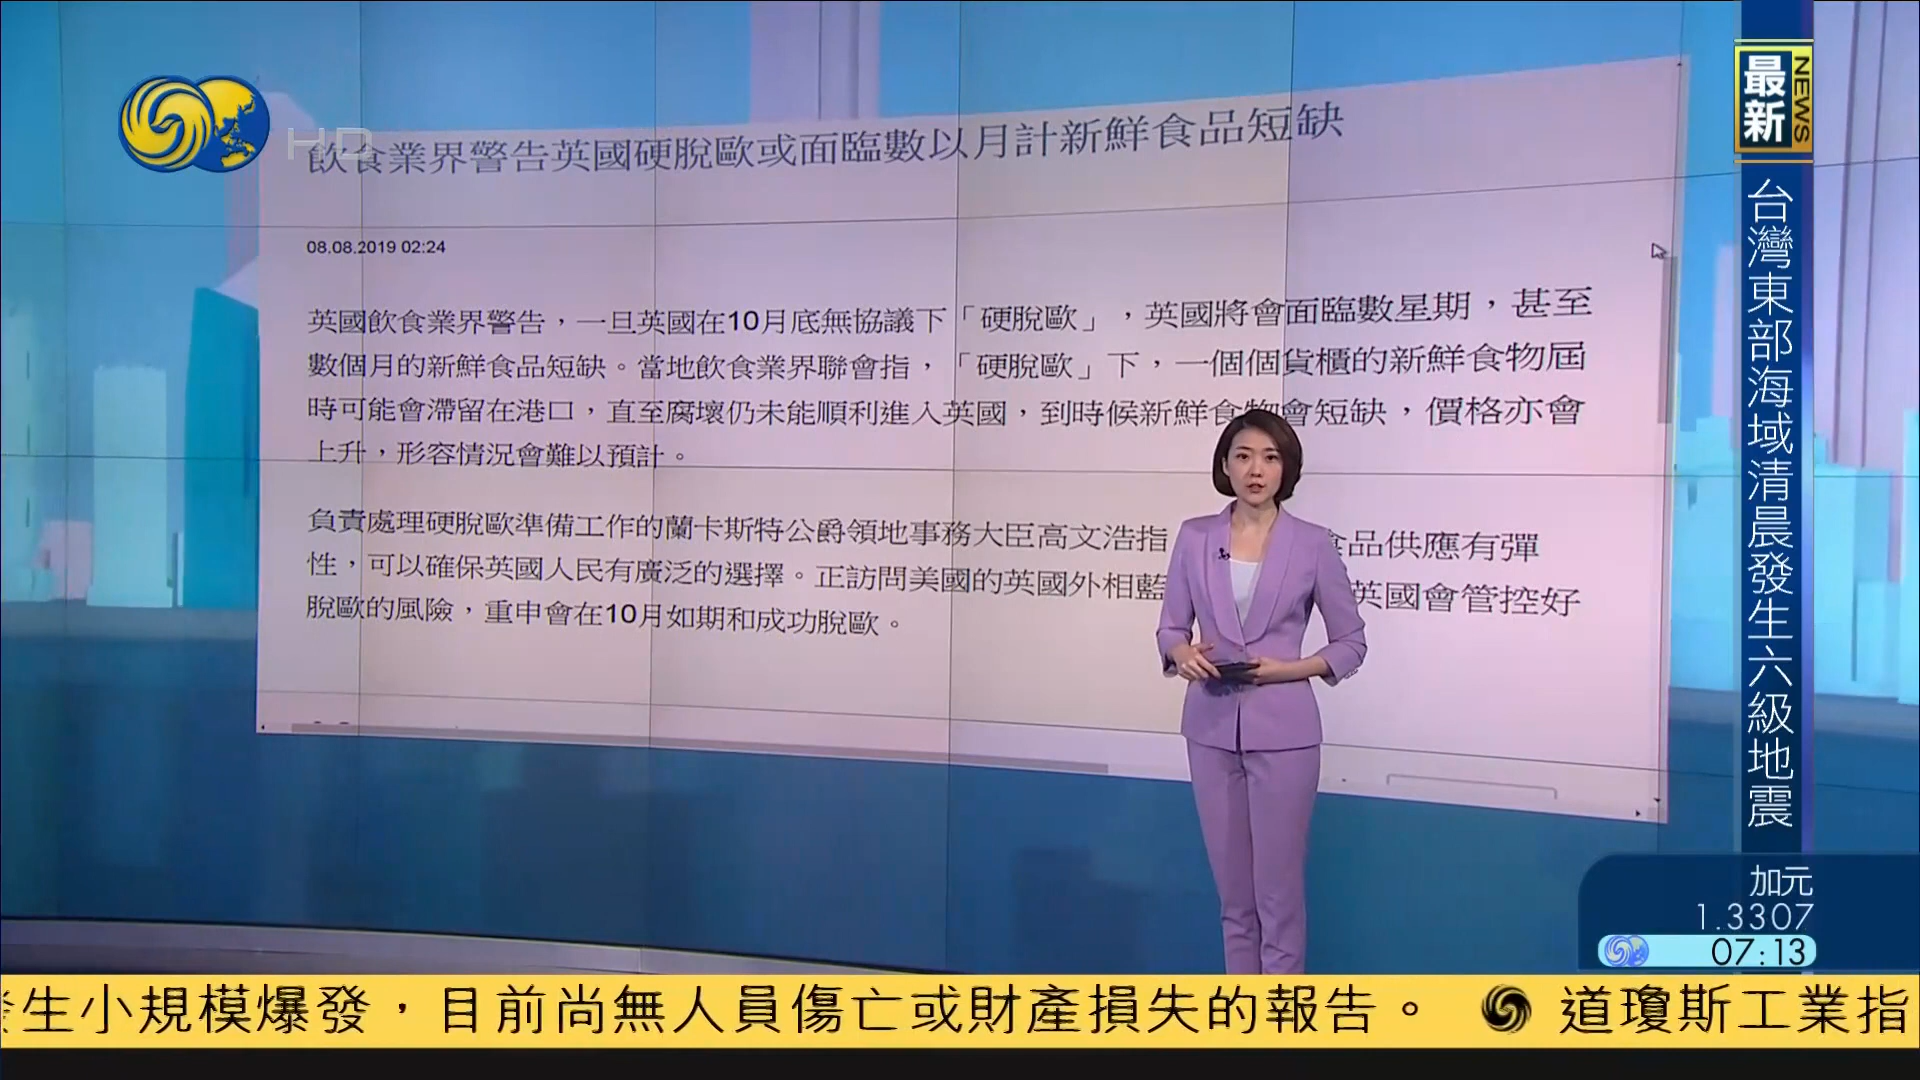 HD
飲食業界警告英國硬脫歐或面臨數以月計新鮮食品短缺
08.08.2019 02:24
英國飲食業界警告，一旦英國在10月底無協議下「硬脫歐」，英國將會面臨數星期，甚至
數個月的新鮮食品短缺。當地飲食業界聯會指，「硬脫歐」下，一個個貨櫃的新鮮食物屆
時可能會滯留在港口，直至腐壞仍未能順利進入英國，到時候新鮮食物會短缺，價格亦會
上升，形容情況會難以預計。
負責處理硬脫歐準備工作的蘭卡斯特公爵領地事務大臣高文浩指 食品供應有彈
性，可以確保英國人民有廣泛的選擇。正訪問美國的英國外相藍 英國會管控好
脫歐的風險，重申會在10月如期和成功脫歐。
最新
NEWS
台灣東部海域清晨發生六級地震
加元
1.3307
07:13
發生小規模爆發，目前尚無人員傷亡或財產損失的報告。 道瓊斯工業指